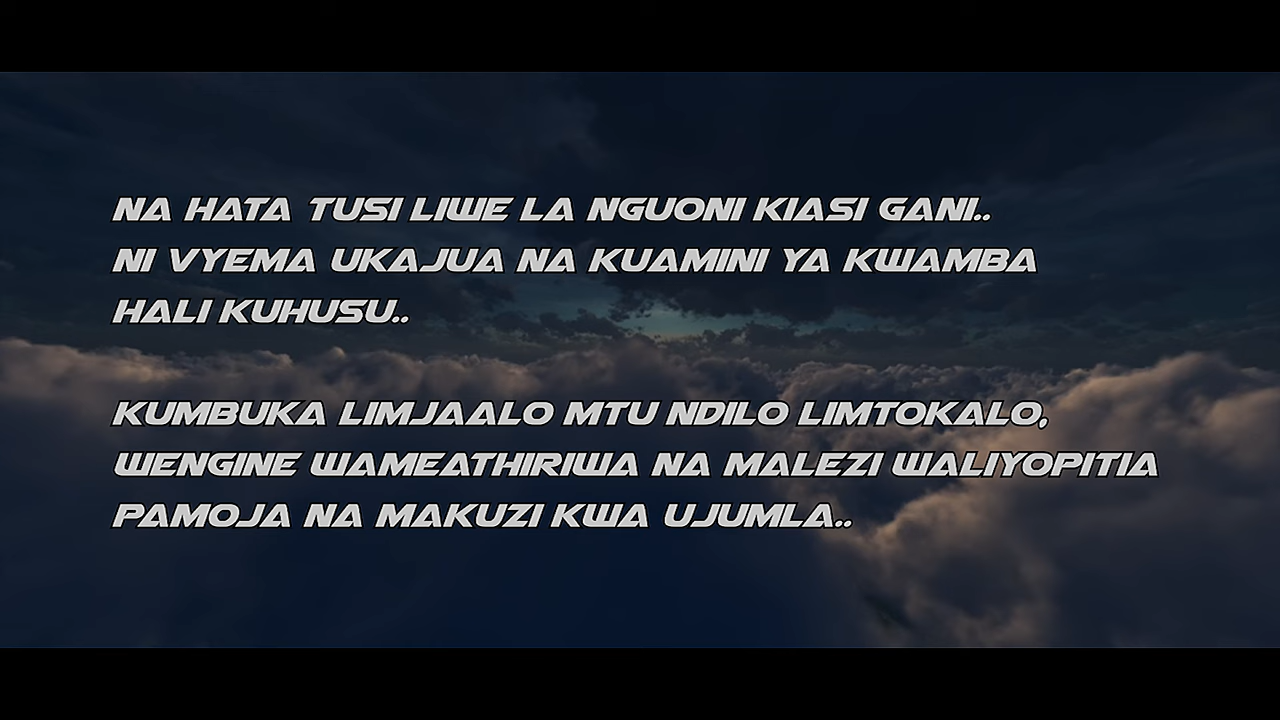 NA HATA TUSI LIWE LA NGUONI KIASI GANI..
NI VYEMA UKAJUA NA KUAMINI YA KWAMBA
HALI KUHUSU..
KUMBUKA LIMJAALO MTU NDILO LIMTOKALO,
WENGINE WAMEATHIRIWA NA MALEZI WALIYOPITIA
PAMOJA NA MAKUZI KWA UJUMLA..